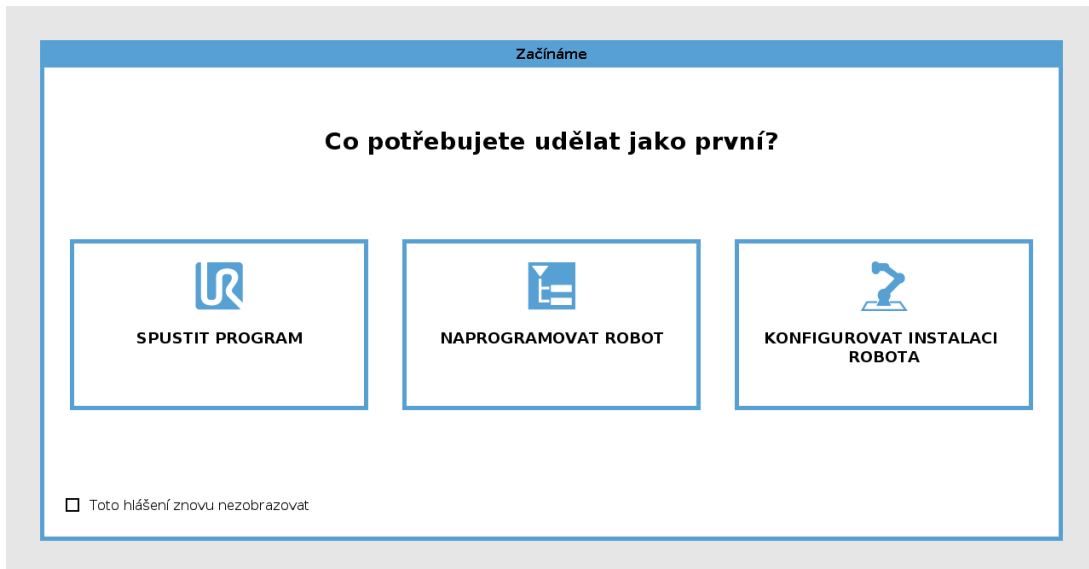 Začínáme
Co potřebujete udělat jako první?
SPUSTIT PROGRAM
NAPROGRAMOVAT ROBOT
KONFIGUROVAT INSTALACI
ROBOTA
Toto hlášení znovu nezobrazovat